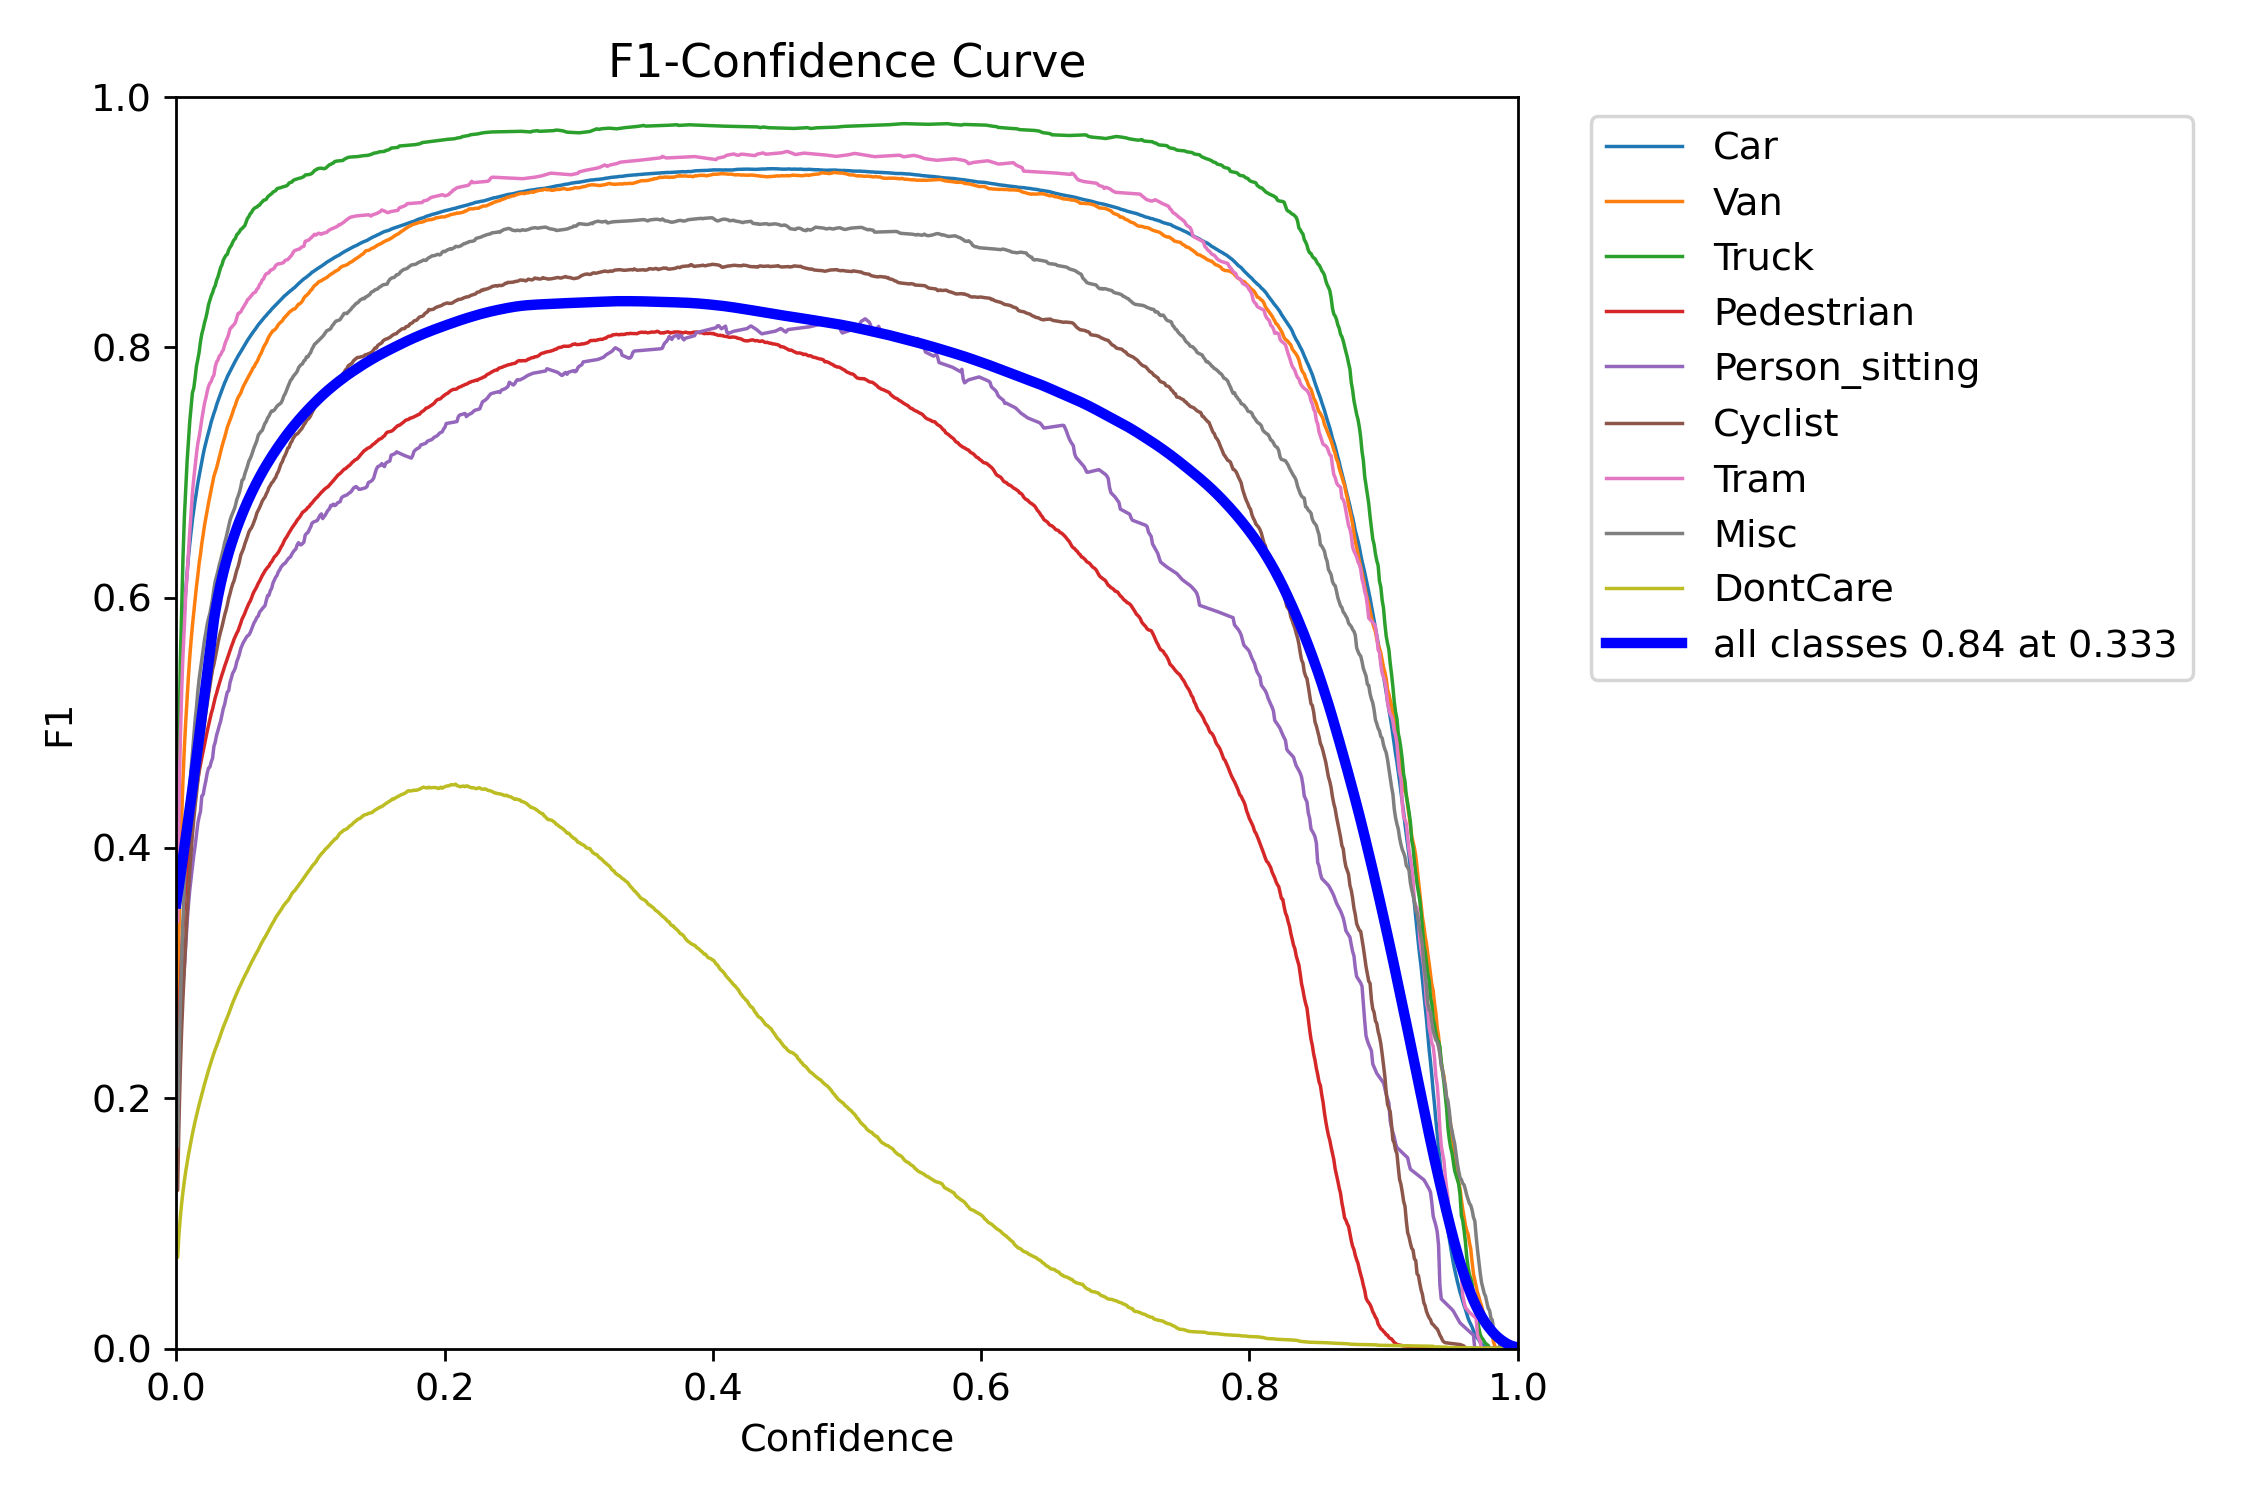 F1-Confidence Curve
1.0
0.8
0.6
0.4
0.2
0.0
F1
0.0 0.2 0.4 0.6 0.8 1.0
Confidence
Car
Van
Truck
Pedestrian
Person_sitting
Cyclist
Tram
Misc
DontCare
all classes 0.84 at 0.333